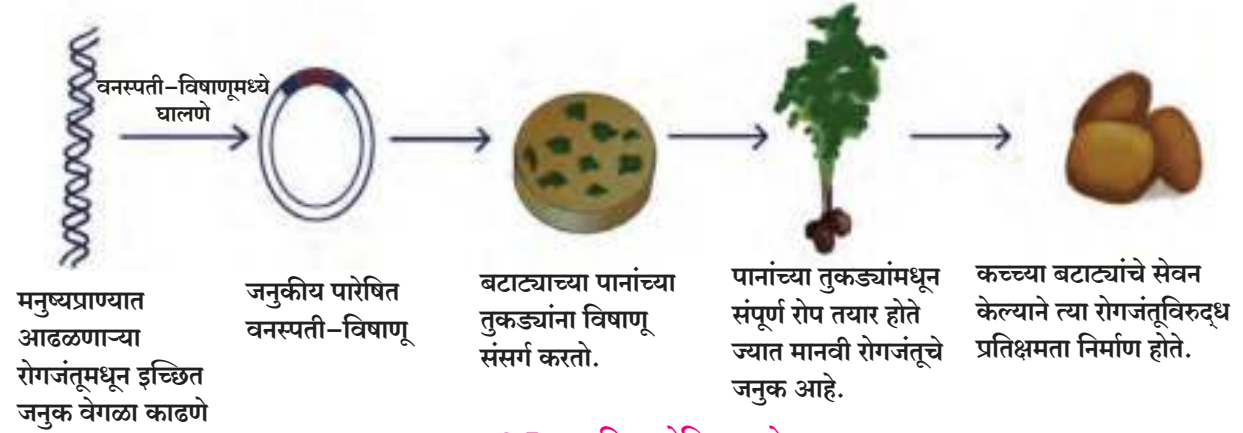 वनस्पती–विषाणूमध्ये
घालणे
मनुष्यप्राण्यात
आढळणाऱ्या
रोगजंतूमधून इच्छित
जनुक वेगळा काढणे
जनुकीय पारेषित
वनस्पती–विषाणू
बटाट्याच्या पानांच्या
तुकड्यांना विषाणू
संसर्ग करतो.
पानांच्या तुकड्यांमधून
संपूर्ण रोप तयार होते
ज्यात मानवी रोगजंतूचे
जनुक आहे.
कच्च्या बटाट्यांचे सेवन
केल्याने त्या रोगजंतूविरुद्ध
प्रतिक्षमता निर्माण होते.